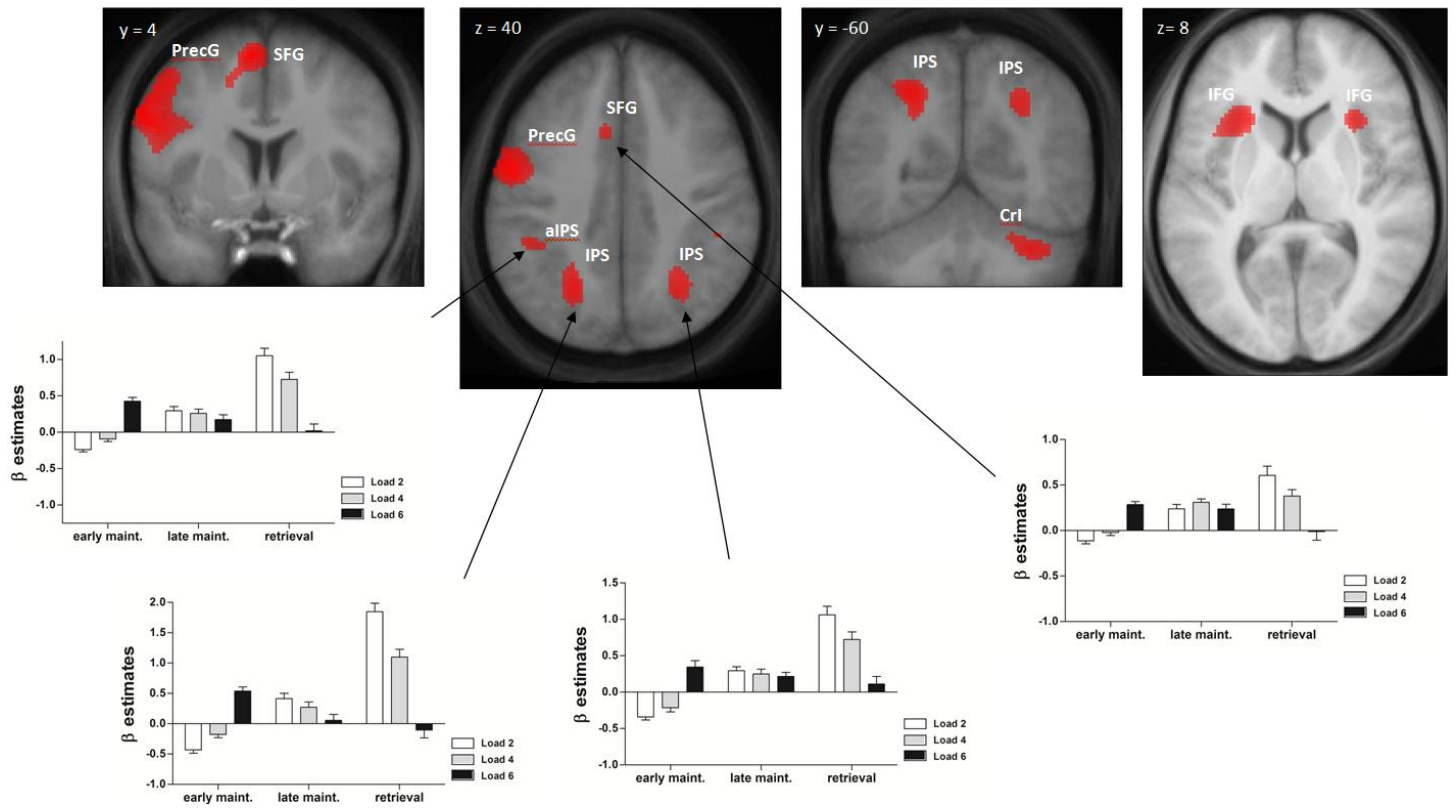 y = 4
PrecG
SFG
z= 40
SFG
PrecG
aIPS
IPS
IPS
y = -60
IPS
IPS
CrI
z= 8
IFG
IFG
β estimates
1.0
0.5
0.0
-0.5
-1.0
early maint.
late maint.
retrieval
Load 2
Load 4
Load 6
β estimates
2.0
1.5
1.0
0.5
0.0
-0.5
-1.0
early maint.
late maint.
retrieval
Load 2
Load 4
Load 6
β estimates
1.5
1.0
0.5
0.0
-0.5
-1.0
early maint.
late maint.
retrieval
Load 2
Load 4
Load 6
β estimates
1.0
0.5
0.0
-0.5
-1.0
early maint.
late maint.
retrieval
Load 2
Load 4
Load 6